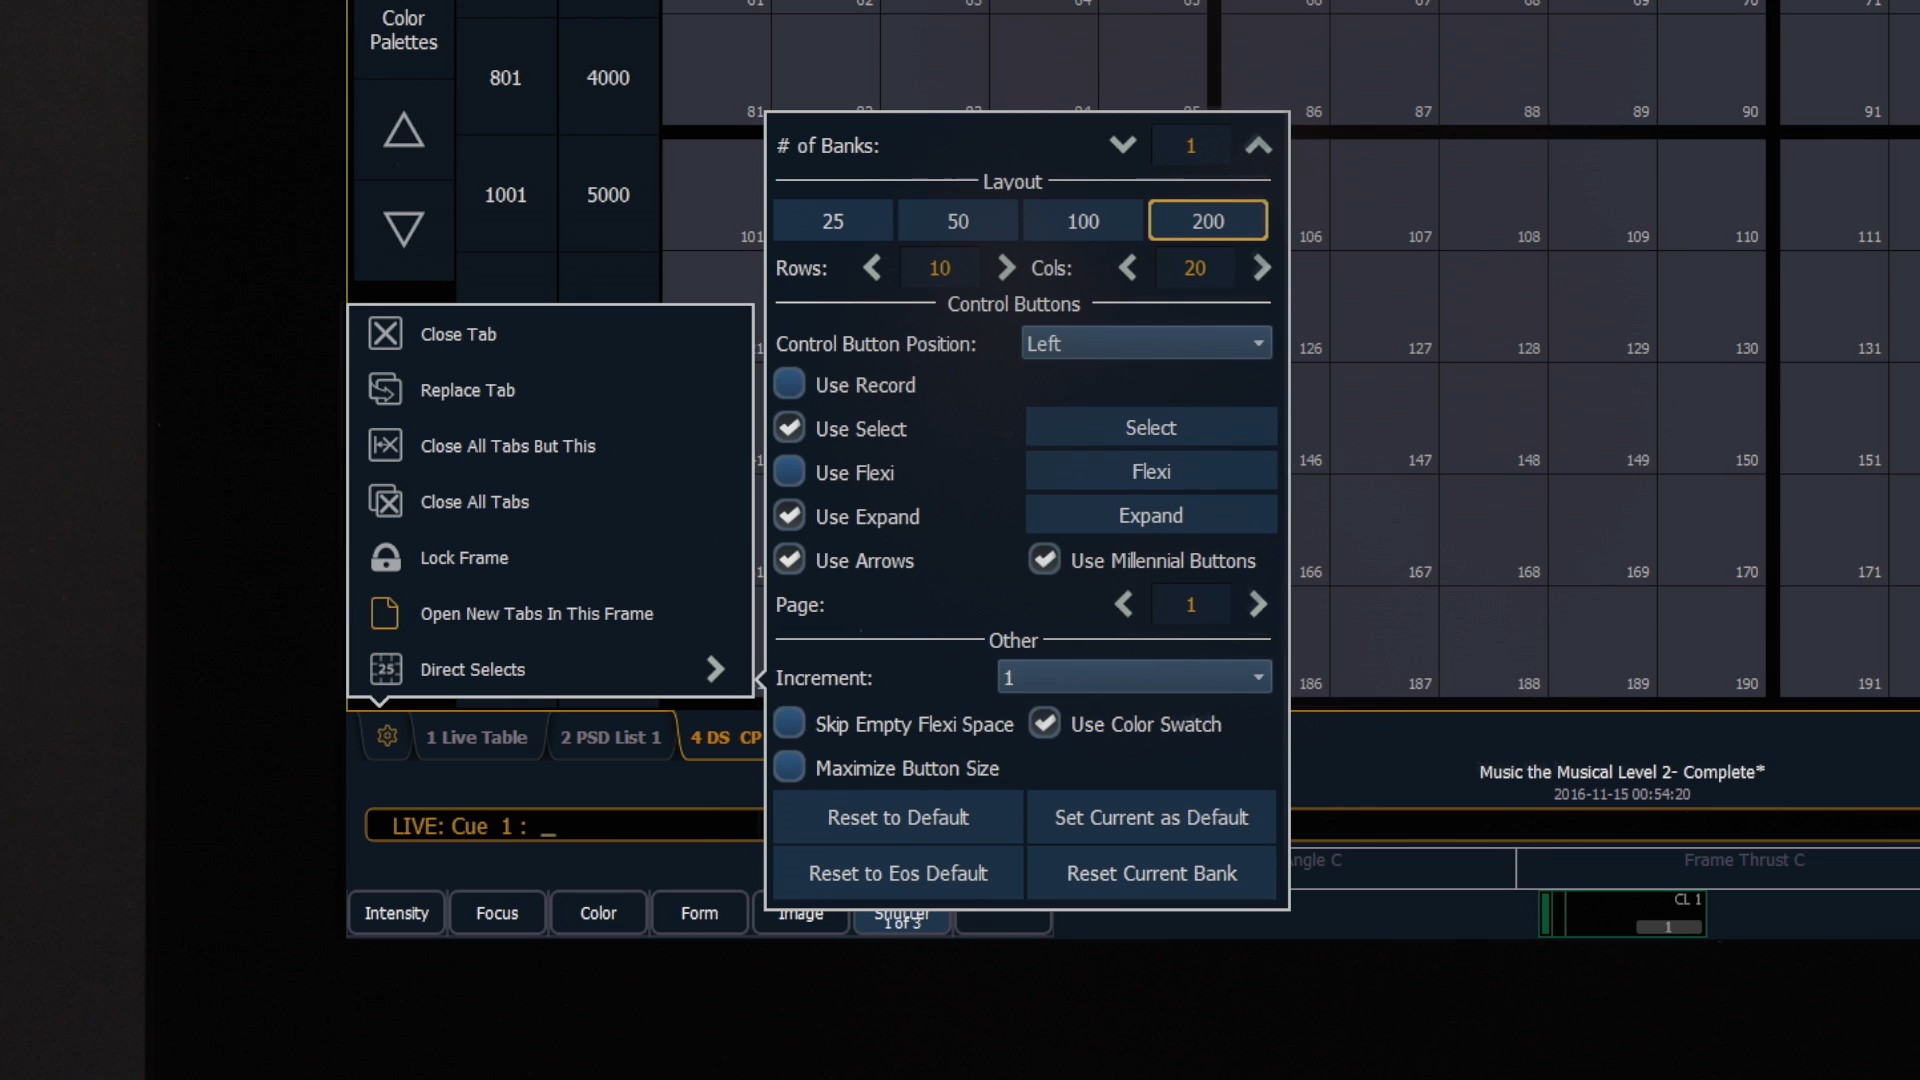 Color
Palettes
801 4000
1001 5000
81 85 86 87 88 89 90 91
101 106 107 108 109 110 111
126 127 128 129 130 131
146 147 148 149 150 151
166 167 168 169 170 171
186 187 188 189 190 191
# of Banks: 1
Layout
25 50 100 200
Rows: 10 Cols: 20
Control Buttons
Control Button Position: Left
Use Record
Use Select Select
Use Flexi Flexi
Use Expand Expand
Use Arrows Use Millennial Buttons
Page: 1
Other
Increment: 1
Skip Empty Flexi Space Use Color Swatch
Maximize Button Size
Reset to Default Set Current as Default
Reset to Eos Default Reset Current Bank
Close Tab
Replace Tab
Close All Tabs But This
Close All Tabs
Lock Frame
Open New Tabs In This Frame
25 Direct Selects
1 Live Table 2 PSD List 1 4 DS CP
Music the Musical Level 2- Complete*
2016-11-15 00:54:20
LIVE: Cue 1 : _
ngle C Frame Thrust C
CL 1
1
Intensity Focus Color Form Image Shutter
1 of 3